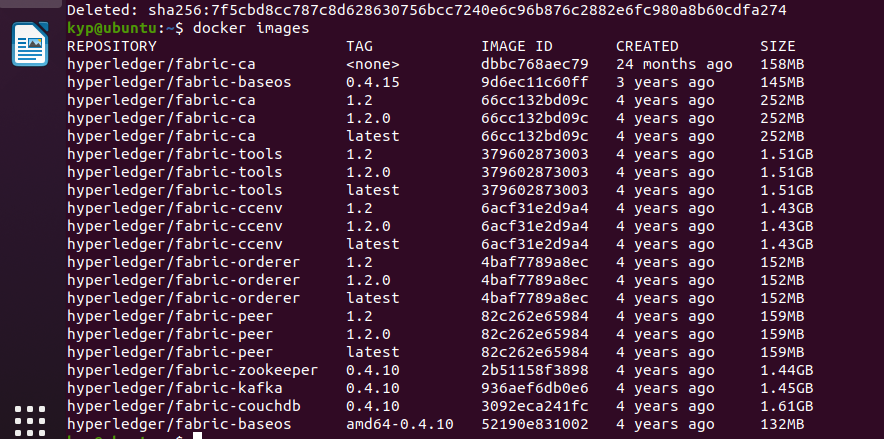 Deleted: sha256:7f5cbd8cc787c8d628630756bcc7240e6c96b876c2882e6fc980a8b60cdfa274
kyp@ubuntu:~$ docker images
REPOSITORY TAG IMAGE ID CREATED SIZE
hyperledger/fabric-ca <none> dbbc768aec79 24 months ago 158MB
hyperledger/fabric-baseos 0.4.15 9d6ec11c60ff 3 years ago 145MB
hyperledger/fabric-ca 1.2 66cc132bd09c 4 years ago 252MB
hyperledger/fabric-ca 1.2.0 66cc132bd09c 4 years ago 252MB
hyperledger/fabric-ca latest 66cc132bd09c 4 years ago 252MB
hyperledger/fabric-tools 1.2 379602873003 4 years ago 1.51GB
hyperledger/fabric-tools 1.2.0 379602873003 4 years ago 1.51GB
hyperledger/fabric-tools latest 379602873003 4 years ago 1.51GB
hyperledger/fabric-ccenv 1.2 6acf31e2d9a4 4 years ago 1.43GB
hyperledger/fabric-ccenv 1.2.0 6acf31e2d9a4 4 years ago 1.43GB
hyperledger/fabric-ccenv latest 6acf31e2d9a4 4 years ago 1.43GB
hyperledger/fabric-orderer 1.2 4baf7789a8ec 4 years ago 152MB
hyperledger/fabric-orderer 1.2.0 4baf7789a8ec 4 years ago 152MB
hyperledger/fabric-orderer latest 4baf7789a8ec 4 years ago 152MB
hyperledger/fabric-peer 1.2 82c262e65984 4 years ago 159MB
hyperledger/fabric-peer 1.2.0 82c262e65984 4 years ago 159MB
hyperledger/fabric-peer latest 82c262e65984 4 years ago 159MB
hyperledger/fabric-zookeeper 0.4.10 2b51158f3898 4 years ago 1.44GB
hyperledger/fabric-kafka 0.4.10 936aef6db0e6 4 years ago 1.45GB
hyperledger/fabric-couchdb 0.4.10 3092eca241fc 4 years ago 1.61GB
hyperledger/fabric-baseos amd64-0.4.10 52190e831002 4 years ago 132MB